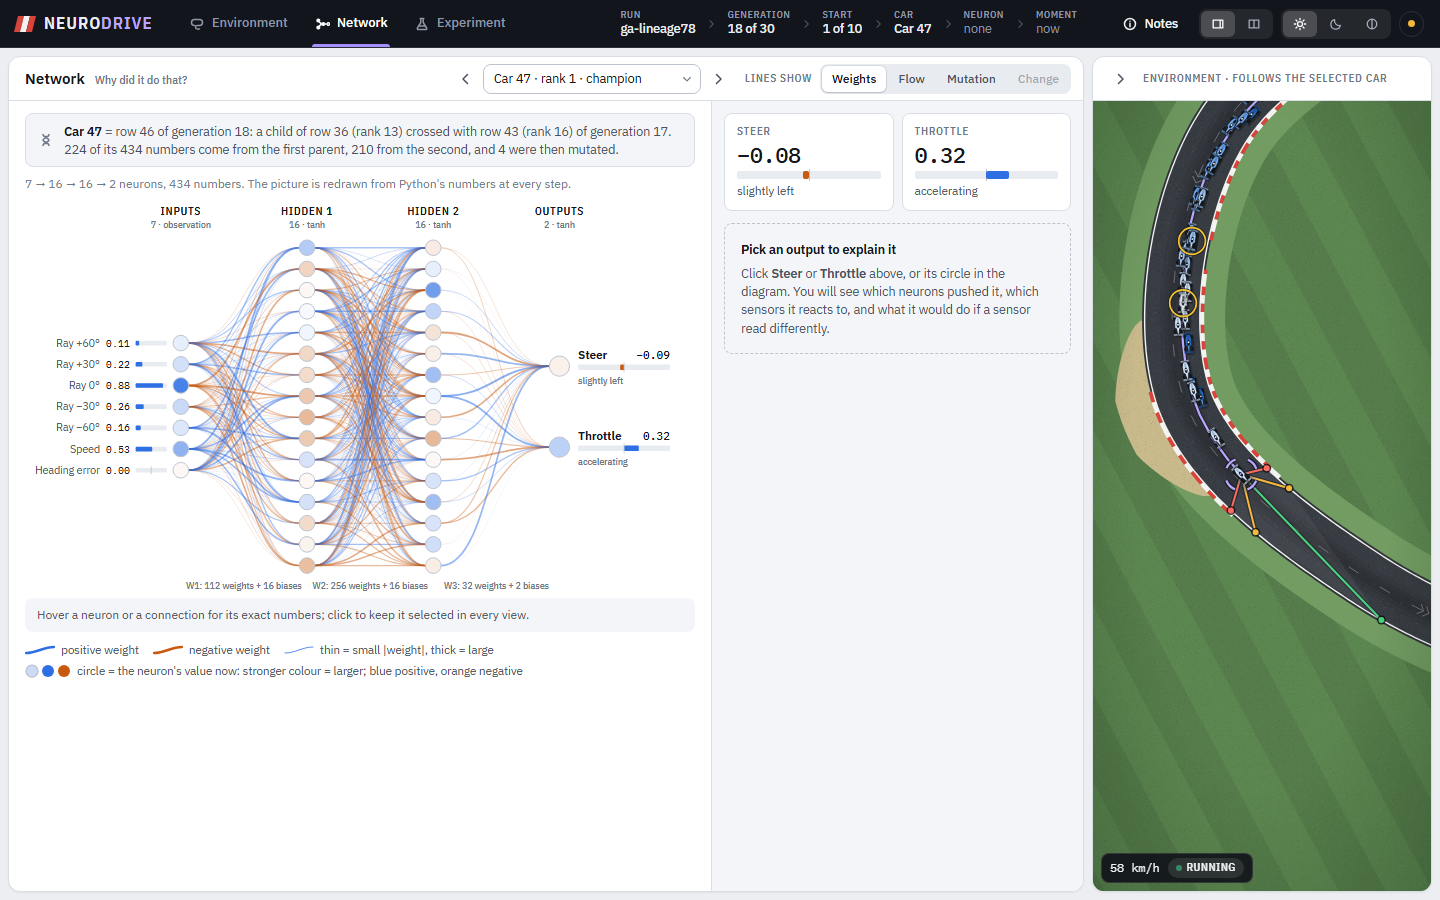 NEURODRIVE
Environment
Network
Experiment
RUN
ga-lineage78
GENERATION
18 of 30
START
1 of 10
CAR
Car 47
NEURON
none
MOMENT
now
Notes
Network Why did it do that?
Car 47 · rank 1 · champion
LINES SHOW
Weights
Flow
Mutation
Change
ENVIRONMENT · FOLLOWS THE SELECTED CAR
Car 47 = row 46 of generation 18: a child of row 36 (rank 13) crossed with row 43 (rank 16) of generation 17.
224 of its 434 numbers come from the first parent, 210 from the second, and 4 were then mutated.
7 → 16 → 16 → 2 neurons, 434 numbers. The picture is redrawn from Python's numbers at every step.
INPUTS
7 · observation
HIDDEN 1
16 · tanh
HIDDEN 2
16 · tanh
OUTPUTS
2 · tanh
Ray +60° 0.11
Ray +30° 0.22
Ray 0° 0.88
Ray −30° 0.26
Ray −60° 0.16
Speed 0.53
Heading error 0.00
Steer −0.09
slightly left
Throttle 0.32
accelerating
W1: 112 weights + 16 biases
W2: 256 weights + 16 biases
W3: 32 weights + 2 biases
Hover a neuron or a connection for its exact numbers; click to keep it selected in every view.
positive weight
negative weight
thin = small |weight|, thick = large
circle = the neuron's value now: stronger colour = larger; blue positive, orange negative
STEER
−0.08
slightly left
THROTTLE
0.32
accelerating
Pick an output to explain it
Click Steer or Throttle above, or its circle in the
diagram. You will see which neurons pushed it, which
sensors it reacts to, and what it would do if a sensor
read differently.
58 km/h
RUNNING